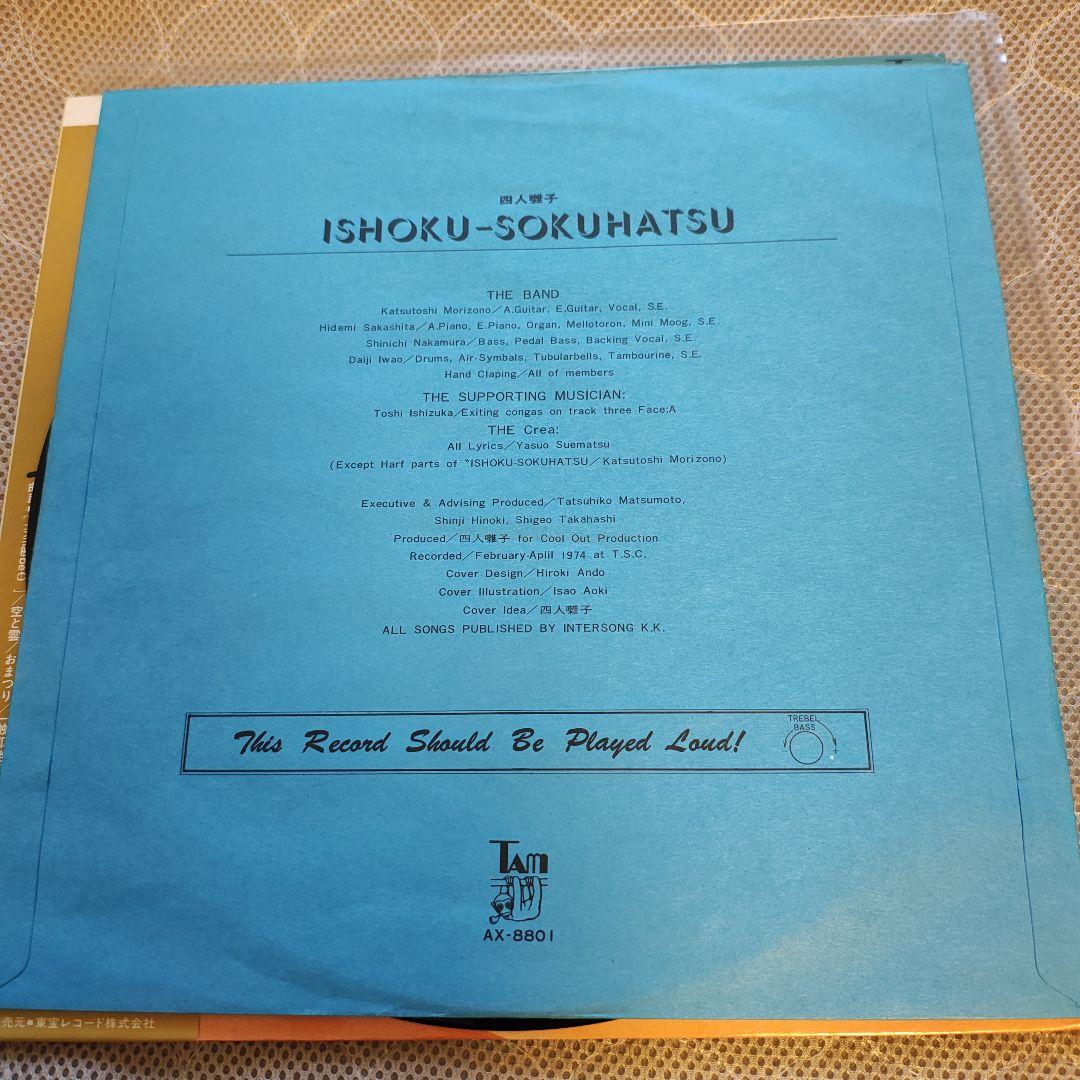 四人囃子
ISHOKU-SOKUHATSU
THE BAND
Katsutoshi Morizono／A.Guitar, E.Guitar, Vocal, S.E.
Hidemi Sakashita／A.Piano, E.Piano, Organ, Mellotoron, Mini Moog, S.E.
Shinichi Nakamura／Bass, Pedal Bass, Backing Vocal, S.E.
Daiji Iwao／Drums, Air-Symbals, Tubularbells, Tambourine, S.E.
Hand Claping／All of members
THE SUPPORTING MUSICIAN:
Toshi Ishizuka／Exiting congas on track three Face:A
THE Crea:
All Lyrics／Yasuo Suematsu
(Except Harf parts of “ISHOKU-SOKUHATSU／Katsutoshi Morizono)
Executive & Advising Produced／Tatsuhiko Matsumoto,
Shinji Hinoki, Shigeo Takahashi
Produced／四人囃子 for Cool Out Production
Recorded／February-Aplil 1974 at T.S.C.
Cover Design／Hiroki Ando
Cover Illustration／Isao Aoki
Cover Idea／四人囃子
ALL SONGS PUBLISHED BY INTERSONG K.K.
This Record Should Be Played Loud!
TREBEL
BASS
- +
TAM
AX-8801
」／空と雲／おまつり／
売元■東宝レコード株式会社